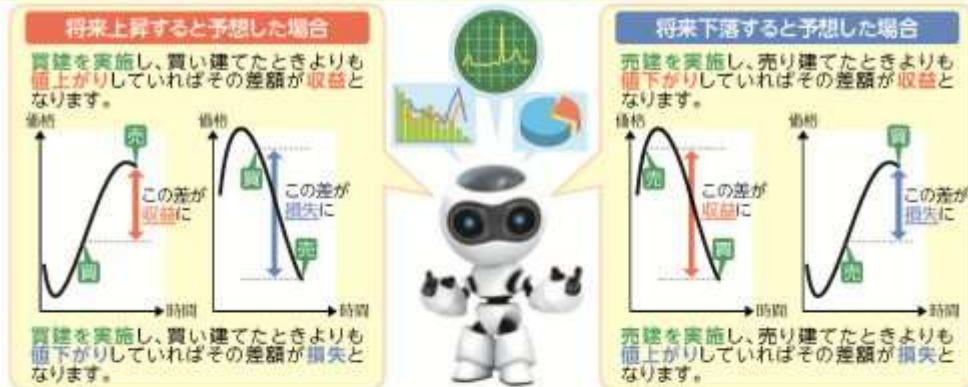 将来上昇すると予想した場合
買建を実施し、買い建てたときよりも
値上がりしていればその差額が収益と
なります。
価格
売
買
この差が
収益に
時間
価格
買
売
この差が
損失に
時間
買建を実施し、買い建てたときよりも
値下がりしていればその差額が損失と
なります。
将来下落すると予想した場合
売建を実施し、売り建てたときよりも
値下がりしていればその差額が収益と
なります。
価格
売
買
この差が
収益に
時間
価格
買
売
この差が
損失に
時間
売建を実施し、売り建てたときよりも
値上がりしていればその差額が損失と
なります。